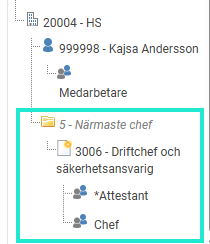 20004 - HS
999998 - Kajsa Andersson
Medarbetare
5 - Närmaste chef
3006 - Driftchef och
säkerhetsansvarig
*Attestant
Chef